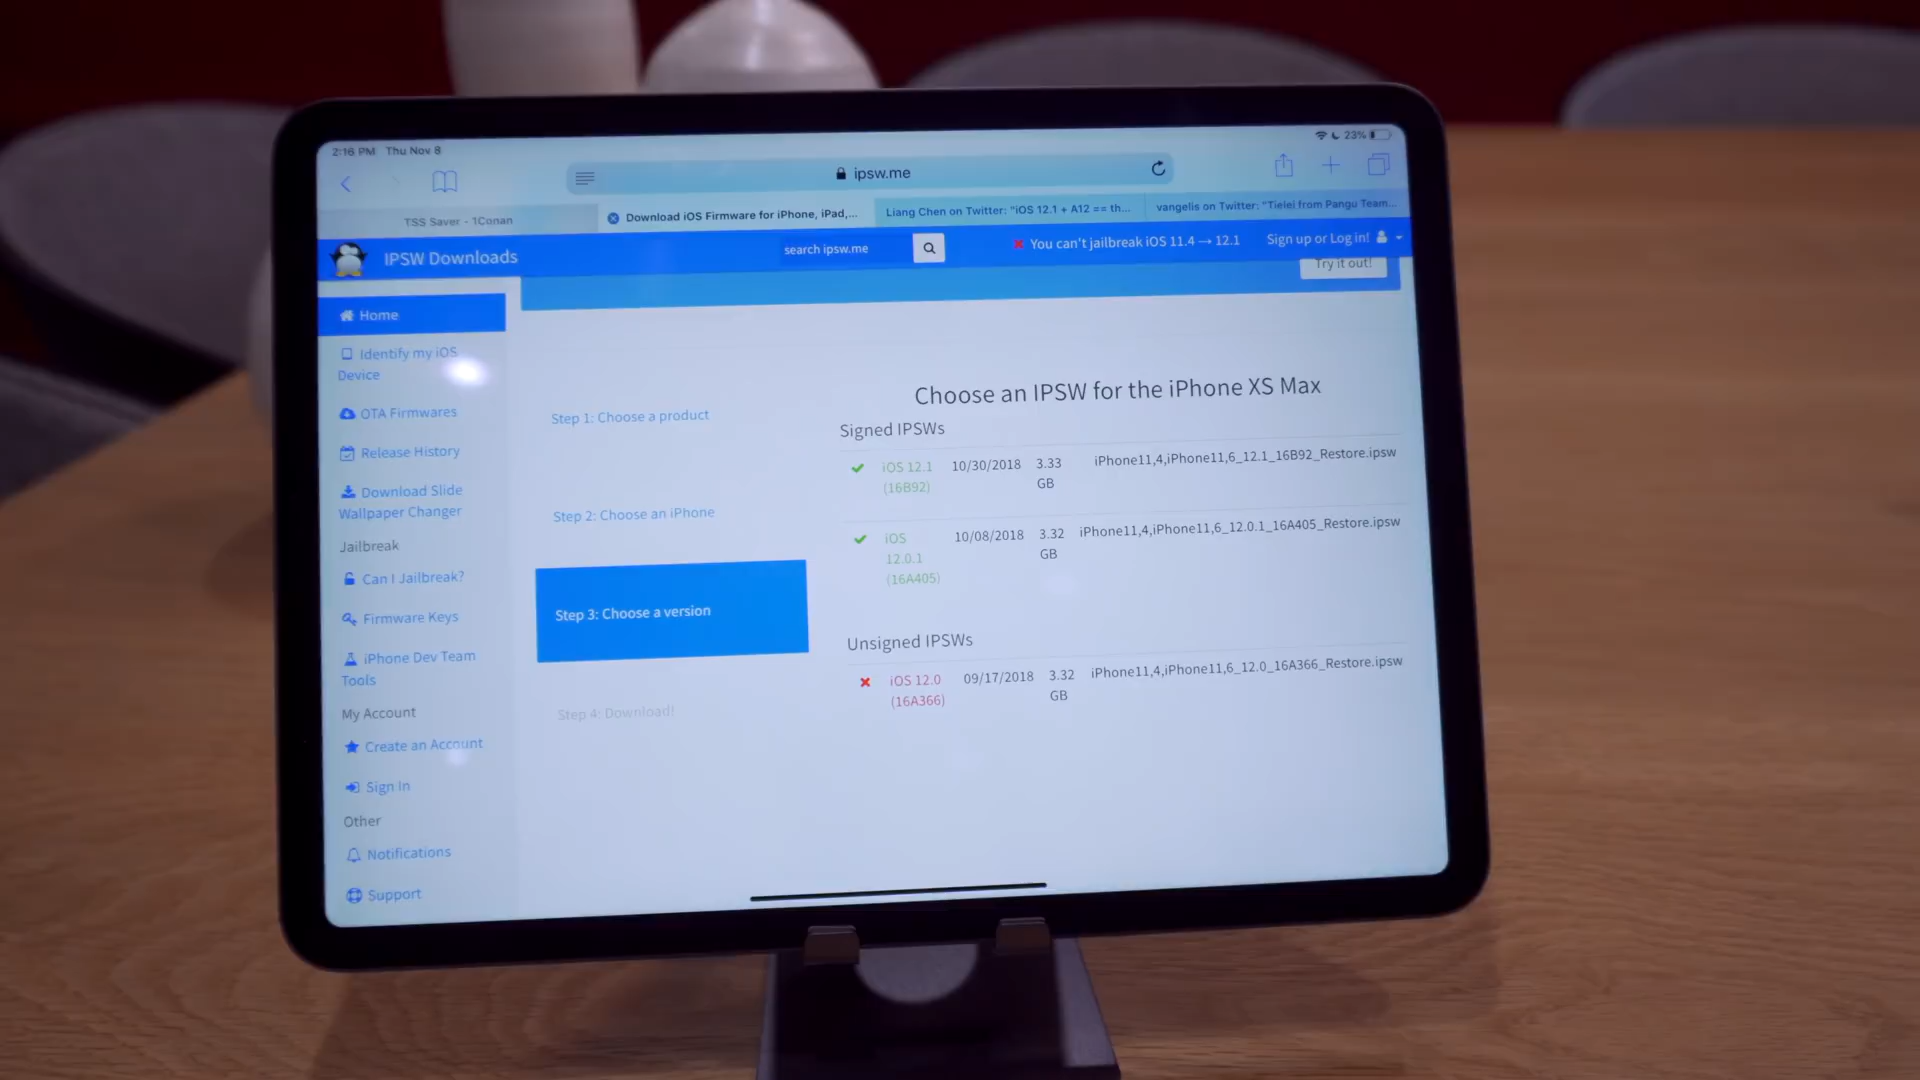 2:16 PM Thu Nov 8
23%
ipsw.me
TSS Saver - 1Conan
Download iOS Firmware for iPhone, iPad,...
Liang Chen on Twitter: "iOS 12.1 + A12 == th...
vangelis on Twitter: "Tielei from Pangu Team...
IPSW Downloads
search ipsw.me
You can't jailbreak iOS 11.4 → 12.1
Sign up or Log in!
Try it out!
Home
Identify my iOS
Device
OTA Firmwares
Release History
Download Slide
Wallpaper Changer
Jailbreak
Can I Jailbreak?
Firmware Keys
iPhone Dev Team
Tools
My Account
Create an Account
Sign In
Other
Notifications
Support
Step 1: Choose a product
Step 2: Choose an iPhone
Step 3: Choose a version
Step 4: Download!
Choose an IPSW for the iPhone XS Max
Signed IPSWs
iOS 12.1 10/30/2018 3.33 iPhone11,4,iPhone11,6_12.1_16B92_Restore.ipsw
(16B92) GB
iOS 10/08/2018 3.32 iPhone11,4,iPhone11,6_12.0.1_16A405_Restore.ipsw
12.0.1 GB
(16A405)
Unsigned IPSWs
iOS 12.0 09/17/2018 3.32 iPhone11,4,iPhone11,6_12.0_16A366_Restore.ipsw
(16A366) GB